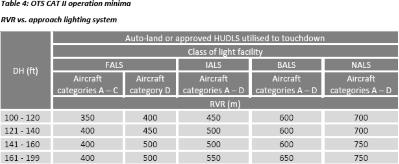 Table 4: OTS CAT II operation minima
RVR vs. approach lighting system
Auto-land or approved HUDLS utilised to touchdown
Class of light facility
DH (ft)
FALS IALS BALS NALS
Aircraft categories A – C Aircraft category D Aircraft categories A – D Aircraft categories A – D Aircraft categories A – D
RVR (m)
100 - 120 350 400 450 600 700
121 - 140 400 450 500 600 700
141 - 160 400 500 500 600 750
161 - 199 400 500 550 650 750